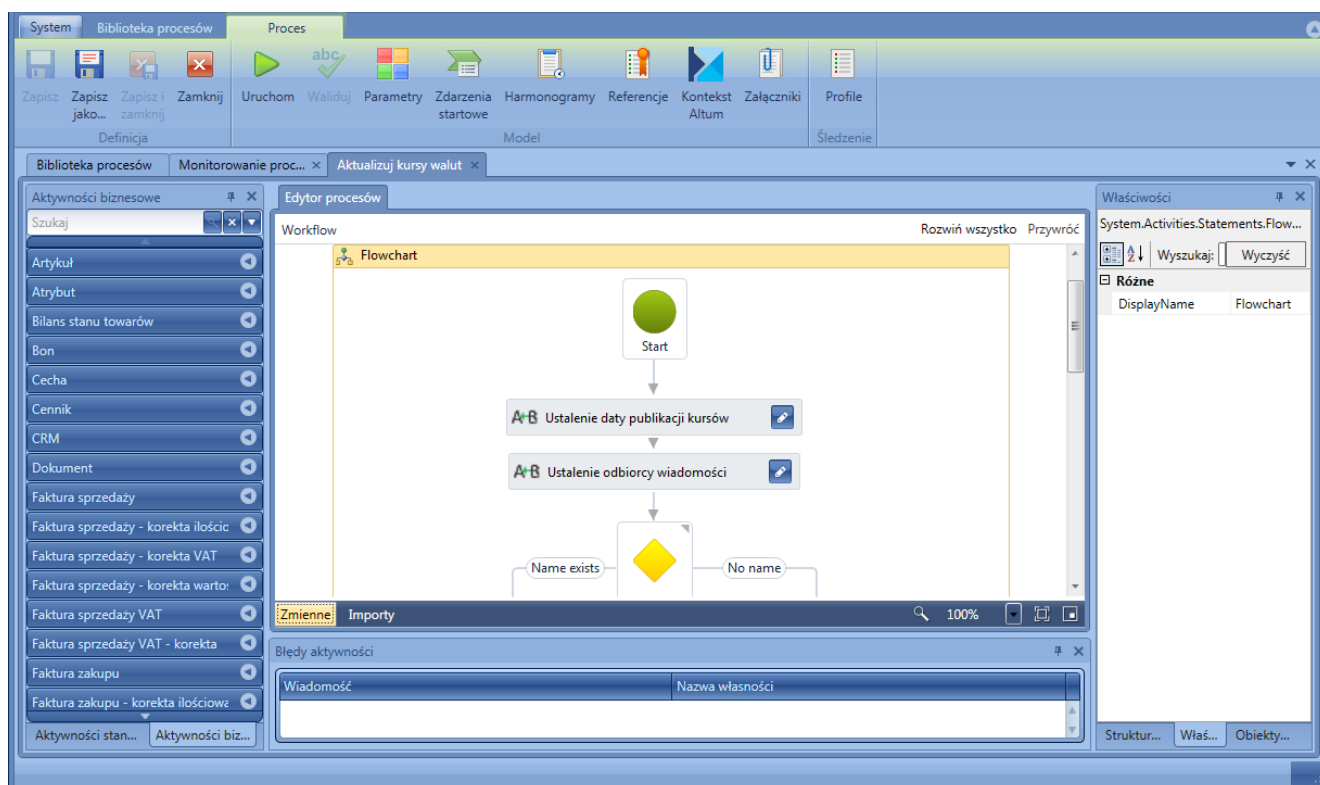 System Biblioteka procesów Proces
Zapisz Zapisz jako... Zapisz i zamknij Zamknij Uruchom abc Waliduj Parametry Zdarzenia startowe Harmonogramy Referencje Kontekst Altum Załączniki Profile
Definicja Model Śledzenie
Biblioteka procesów Monitorowanie proc... Aktualizuj kursy walut
Aktywności biznesowe
Szukaj
Artykuł
Atrybut
Bilans stanu towarów
Bon
Cecha
Cennik
CRM
Dokument
Faktura sprzedaży
Faktura sprzedaży - korekta ilośc
Faktura sprzedaży - korekta VAT
Faktura sprzedaży - korekta warto
Faktura sprzedaży VAT
Faktura sprzedaży VAT - korekta
Faktura zakupu
Faktura zakupu - korekta ilościowa
Aktywności stan... Aktywności biz...
Edytor procesów
Workflow Rozwiń wszystko Przywróć
Flowchart
Start
A B Ustalenie daty publikacji kursów
A B Ustalenie odbiorcy wiadomości
Name exists No name
Zmienne Importy 100%
Błędy aktywności
Wiadomość Nazwa własności
Właściwości
System.Activities.Statements.Flow...
A Z Wyszukaj: Wyczyść
Różne
DisplayName Flowchart
Struktur... Właś... Obiekty...